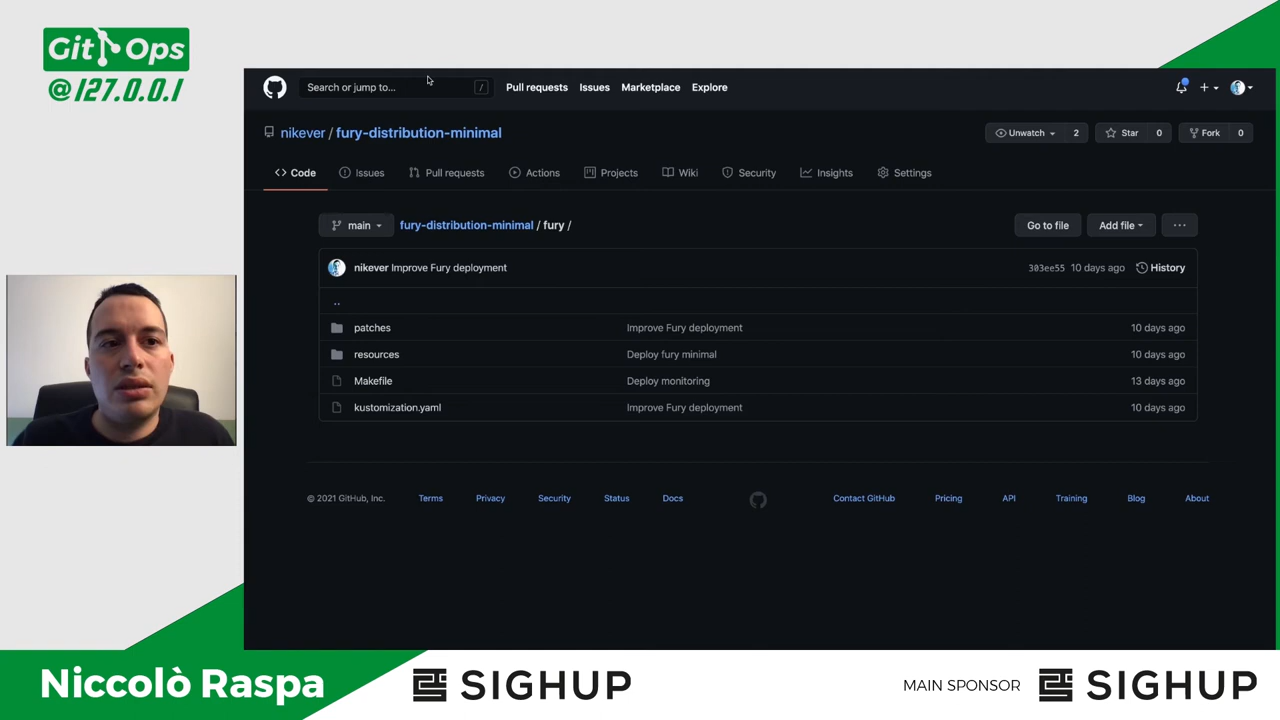 Git Ops
@127.0.0.1
Search or jump to...
/
Pull requests
Issues
Marketplace
Explore
nikever / fury-distribution-minimal
Unwatch 2
Star 0
Fork 0
Code
Issues
Pull requests
Actions
Projects
Wiki
Security
Insights
Settings
main
fury-distribution-minimal / fury /
Go to file
Add file
...
nikever Improve Fury deployment
303ee55 10 days ago
History
..
patches Improve Fury deployment 10 days ago
resources Deploy fury minimal 10 days ago
Makefile Deploy monitoring 13 days ago
kustomization.yaml Improve Fury deployment 10 days ago
© 2021 GitHub, Inc.
Terms
Privacy
Security
Status
Docs
Contact GitHub
Pricing
API
Training
Blog
About
Niccolò Raspa
SIGHUP
MAIN SPONSOR
SIGHUP